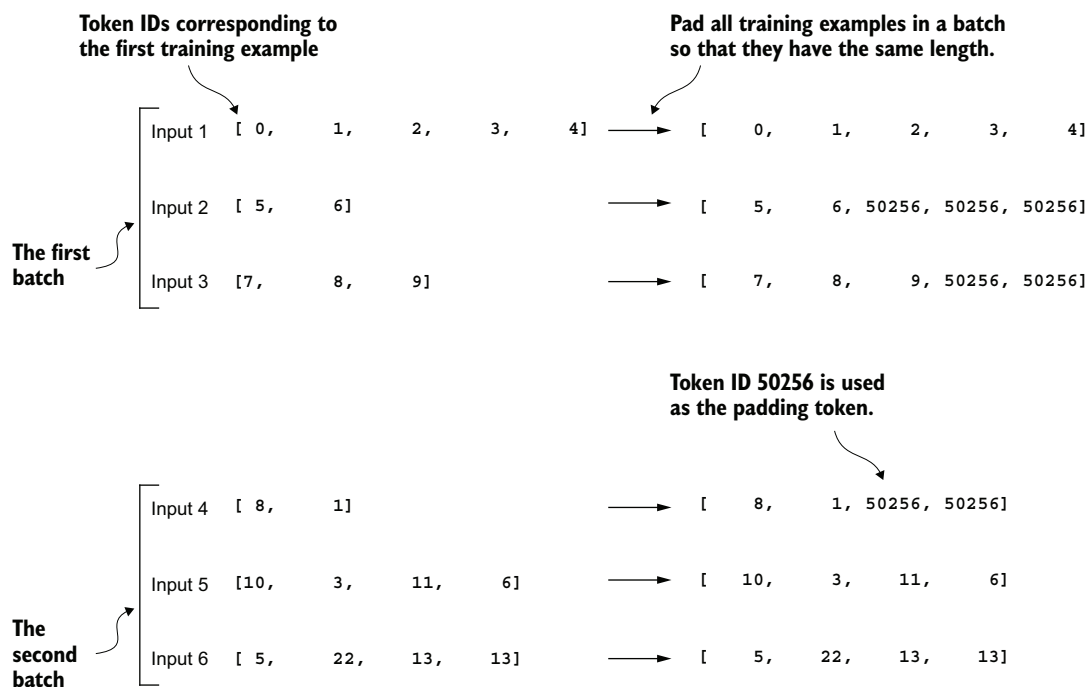 Token IDs corresponding to
the first training example
Pad all training examples in a batch
so that they have the same length.
Input 1 [ 0, 1, 2, 3, 4] [ 0, 1, 2, 3, 4]
Input 2 [ 5, 6] [ 5, 6, 50256, 50256, 50256]
The first
batch
Input 3 [7, 8, 9] [ 7, 8, 9, 50256, 50256]
Token ID 50256 is used
as the padding token.
Input 4 [ 8, 1] [ 8, 1, 50256, 50256]
Input 5 [10, 3, 11, 6] [ 10, 3, 11, 6]
The
second
batch
Input 6 [ 5, 22, 13, 13] [ 5, 22, 13, 13]